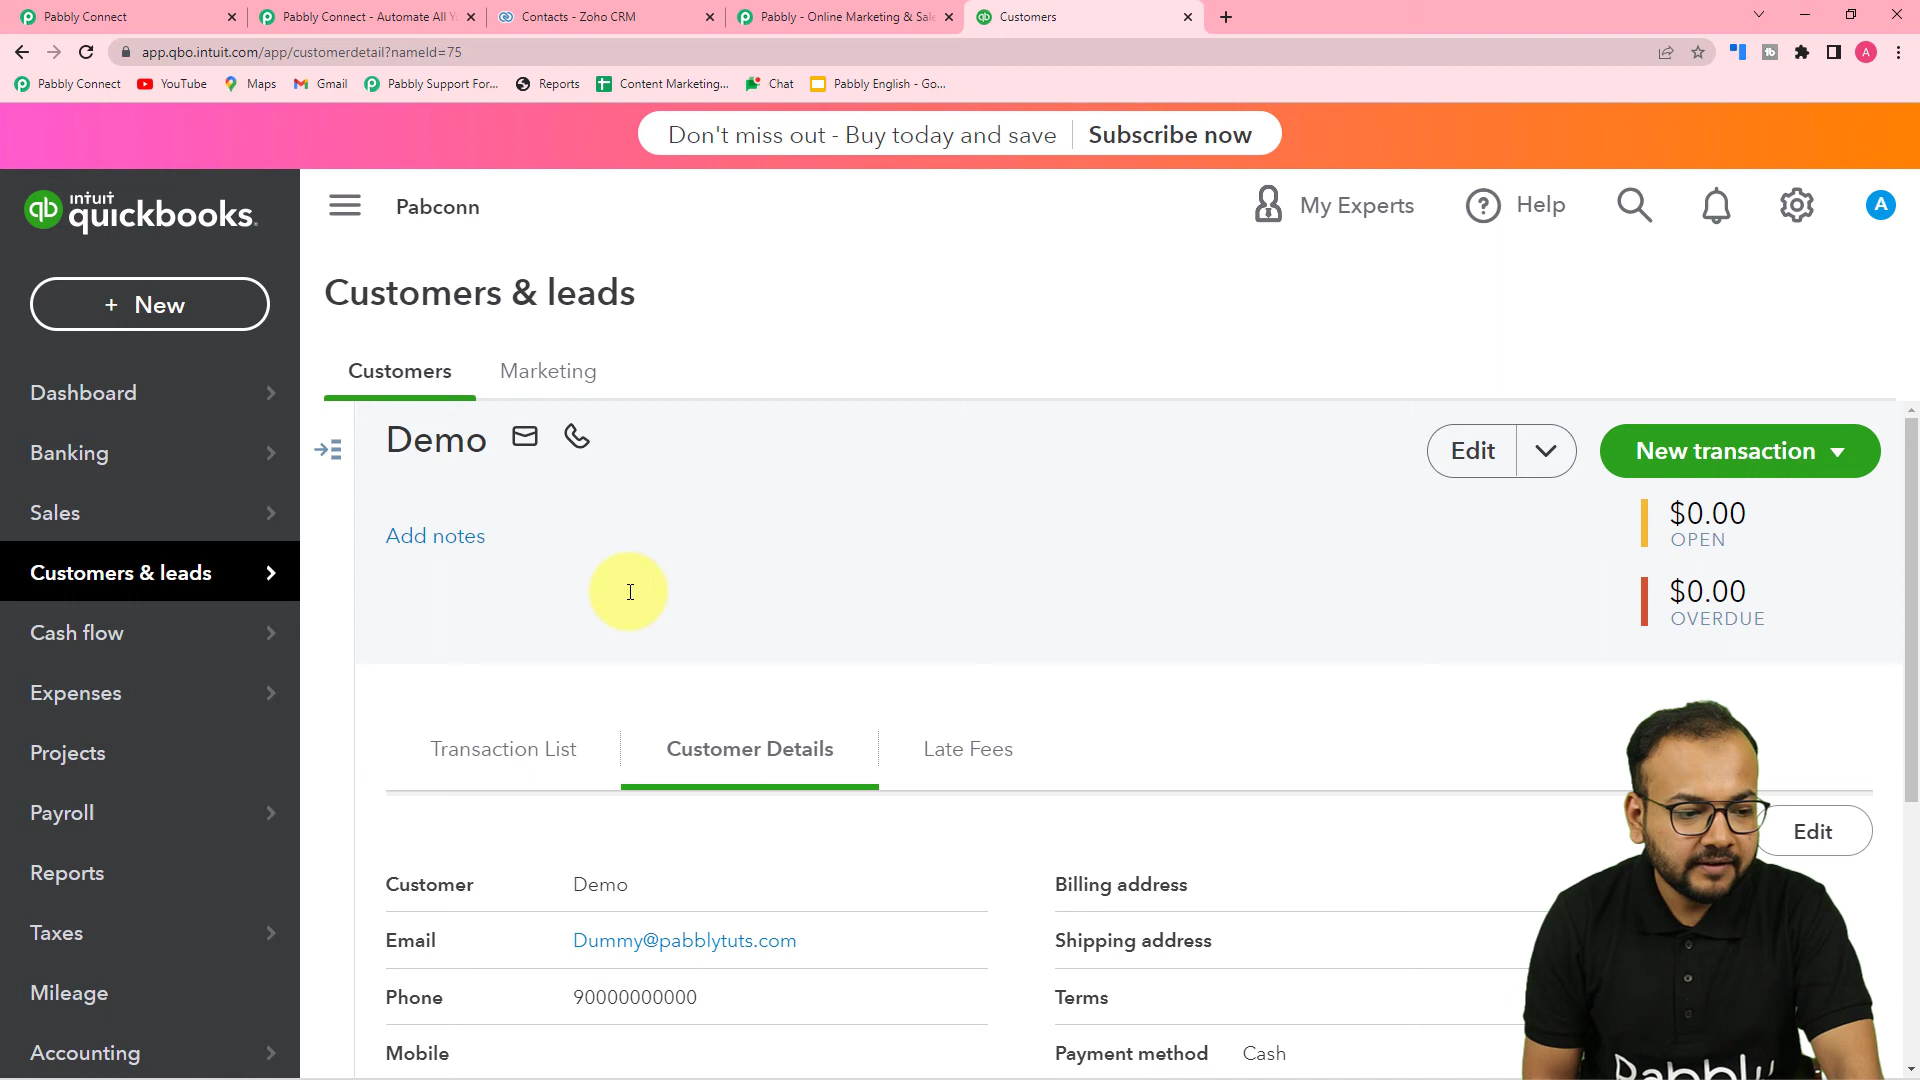 Pabbly Connect
Pabbly Connect - Automate All Y
Contacts - Zoho CRM
Pabbly - Online Marketing & Sale
Customers
app.qbo.intuit.com/app/customerdetail?nameId=75
A
Pabbly Connect
YouTube
Maps
Gmail
Pabbly Support For...
Reports
Content Marketing...
Chat
Pabbly English - Go...
Don't miss out - Buy today and save
Subscribe now
qb intuit quickbooks.
Pabconn
My Experts
Help
A
+ New
Customers & leads
Customers
Marketing
Dashboard
Banking
Sales
Customers & leads
Cash flow
Expenses
Projects
Payroll
Reports
Taxes
Mileage
Accounting
Demo
Edit
New transaction
Add notes
$0.00
OPEN
$0.00
OVERDUE
Transaction List
Customer Details
Late Fees
Edit
Customer Demo
Email Dummy@pabblytuts.com
Phone 90000000000
Mobile
Billing address
Shipping address
Terms
Payment method Cash
Pabbly